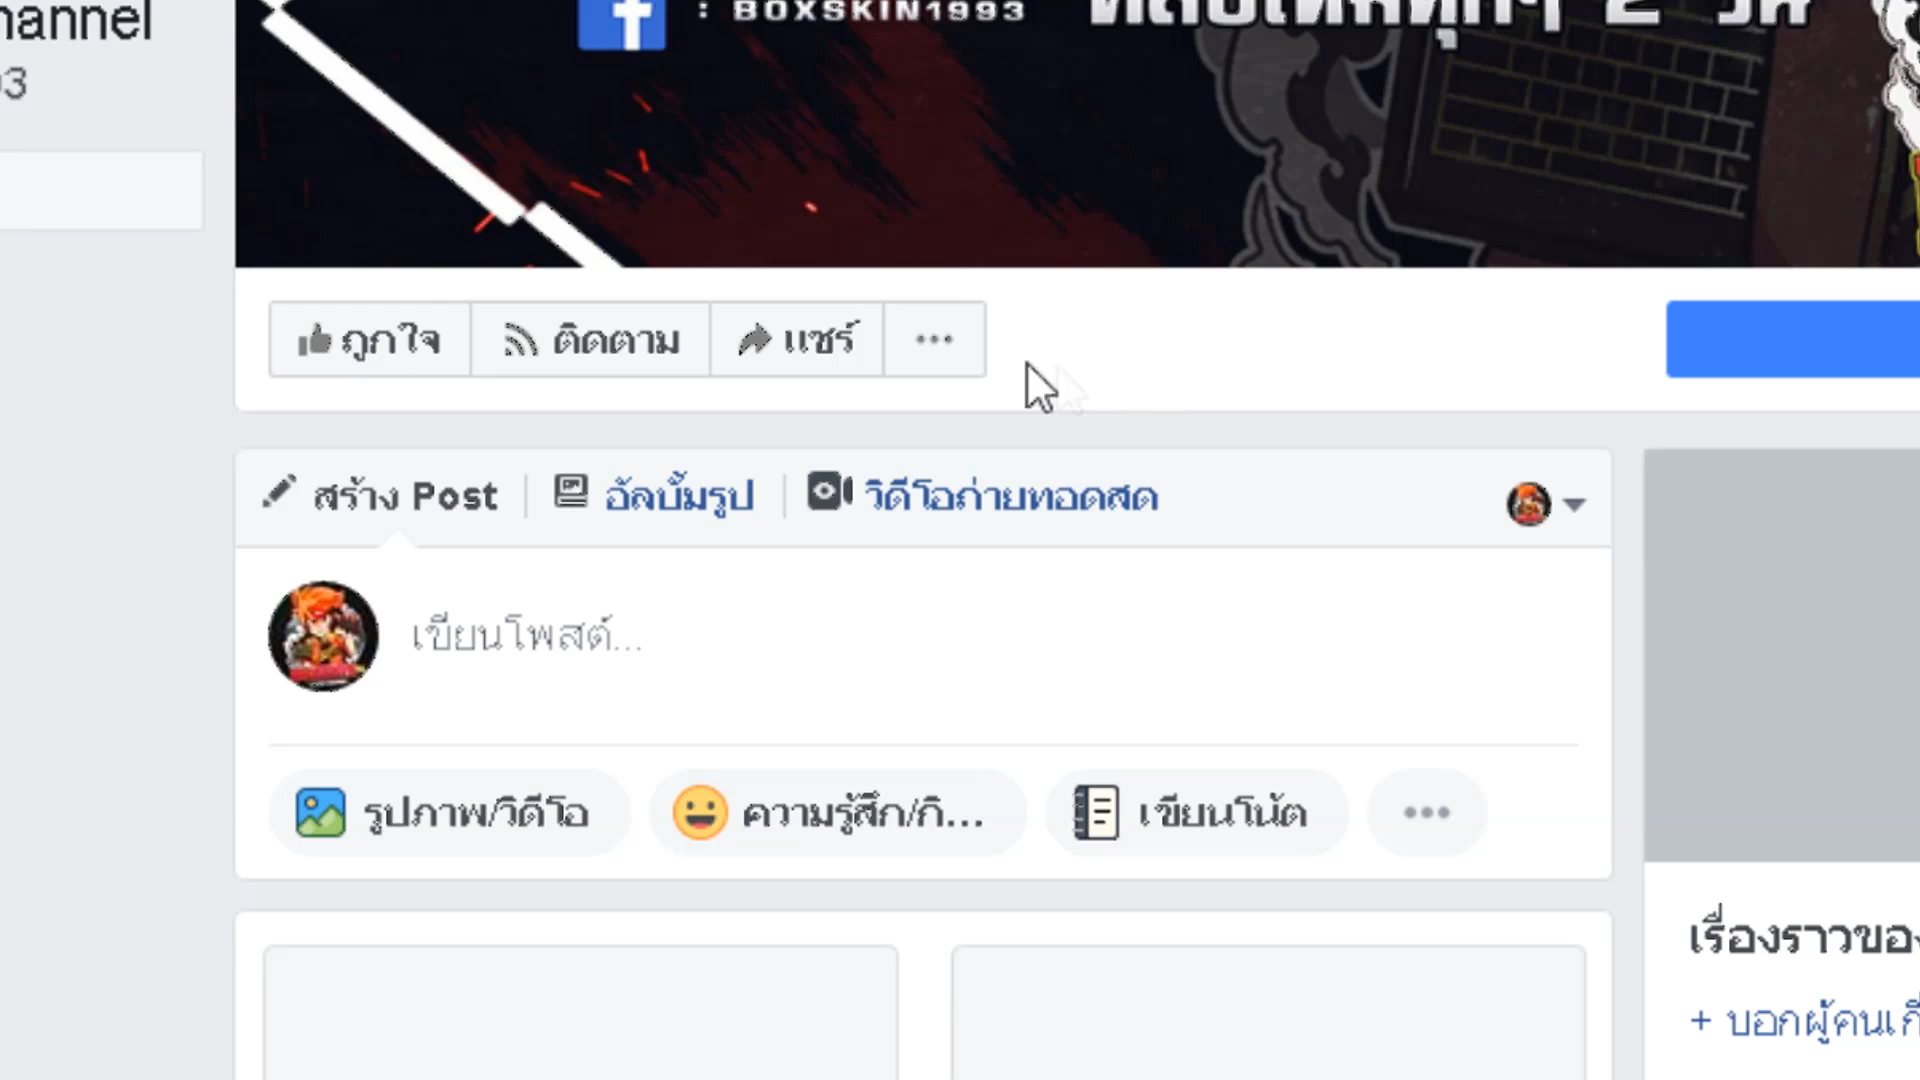 : BOXSKIN1993
ถูกใจ
ติดตาม
แชร์
สร้าง Post
อัลบั้มรูป
วิดีโอถ่ายทอดสด
เขียนโพสต์...
รูปภาพ/วิดีโอ
ความรู้สึก/กิ...
เขียนโน้ต
เรื่องราวของ
+ บอกผู้คนเกี่